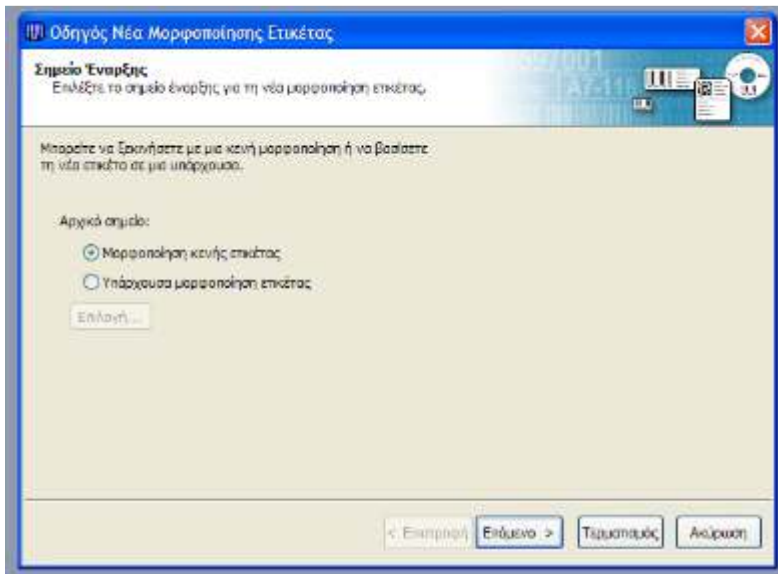 Οδηγός Νέα Μορφοποίησης Ετικέτας
Σημείο Έναρξης
Επιλέξτε το σημείο έναρξης για τη νέα μορφοποίηση ετικέτας.
Μπορείτε να ξεκινήσετε με μια κενή μορφοποίηση ή να βασίσετε
τη νέα ετικέτα σε μια υπάρχουσα.
Αρχικό σημείο:
Μορφοποίηση κενής ετικέτας
Υπάρχουσα μορφοποίηση ετικέτας
Επιλογή...
< Επιστροφή Επόμενο > Τερματισμός Ακύρωση